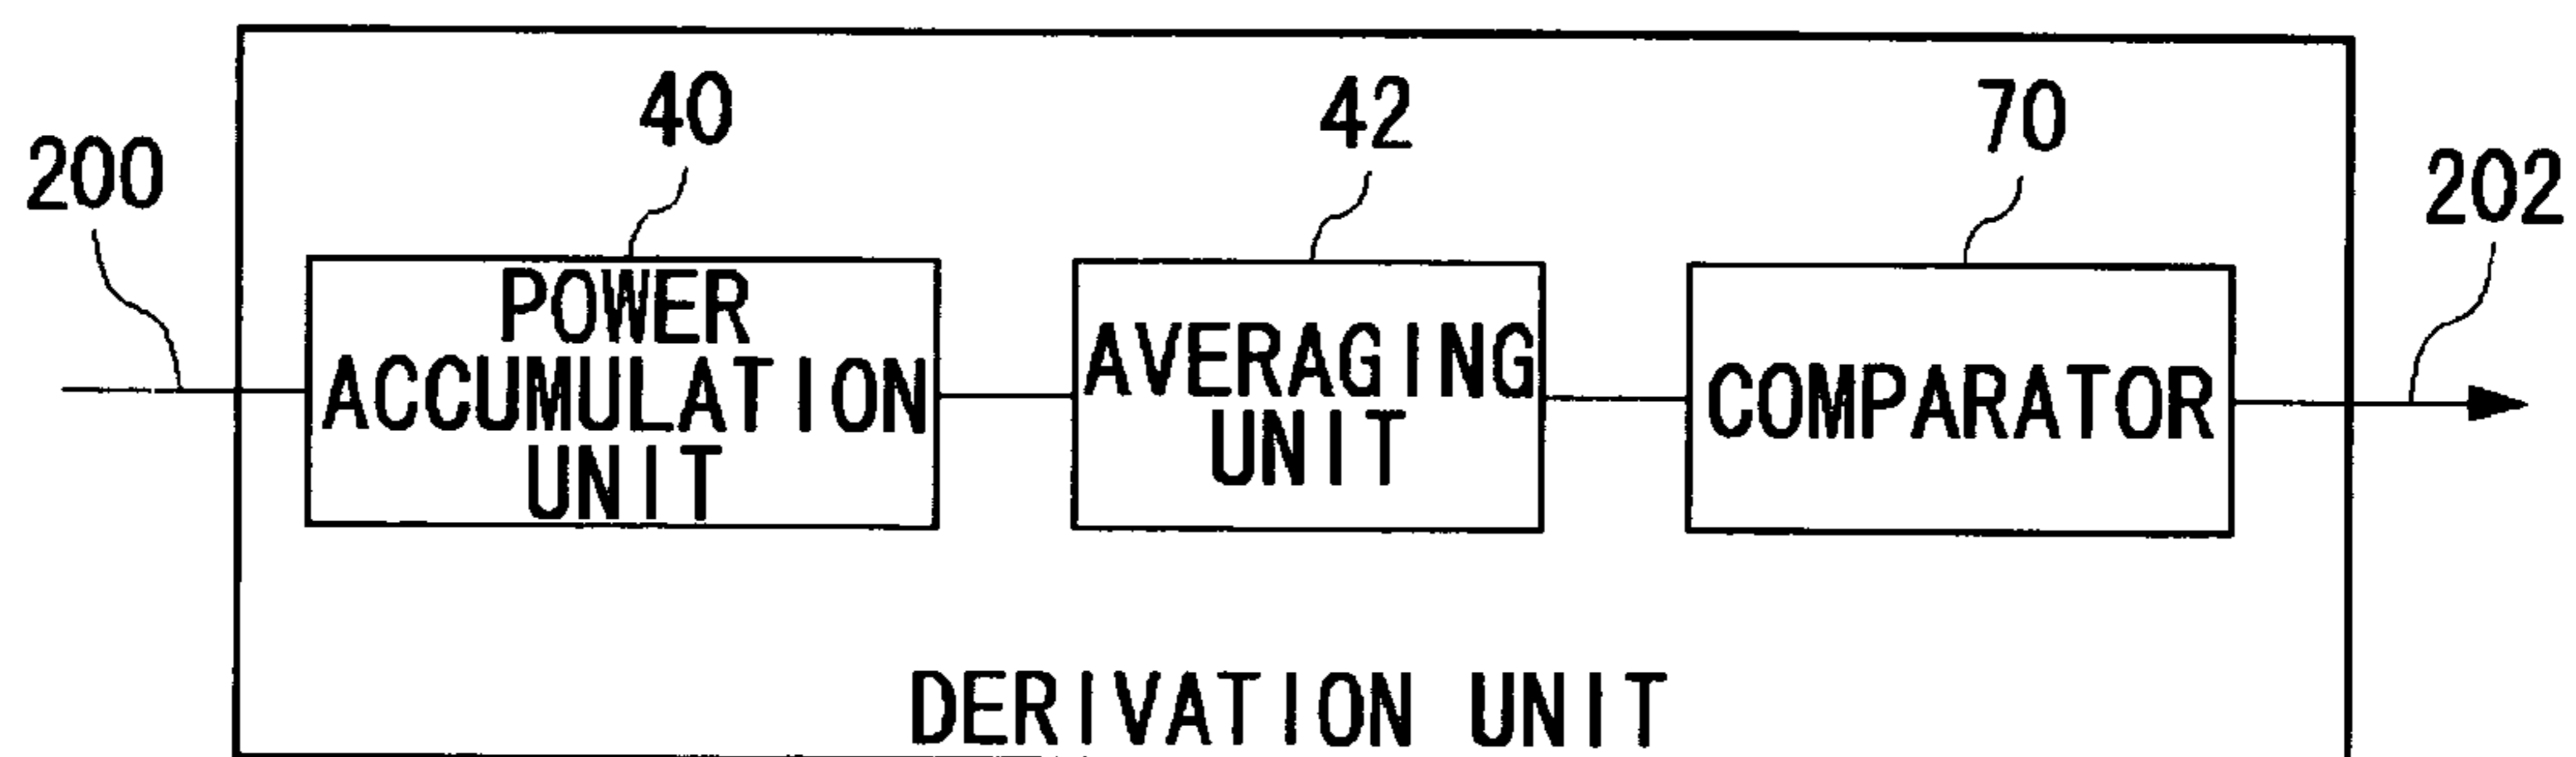 40
42
70
200
202
POWER
ACCUMULATION
UNIT
AVERAGING
UNIT
COMPARATOR
DERIVATION UNIT